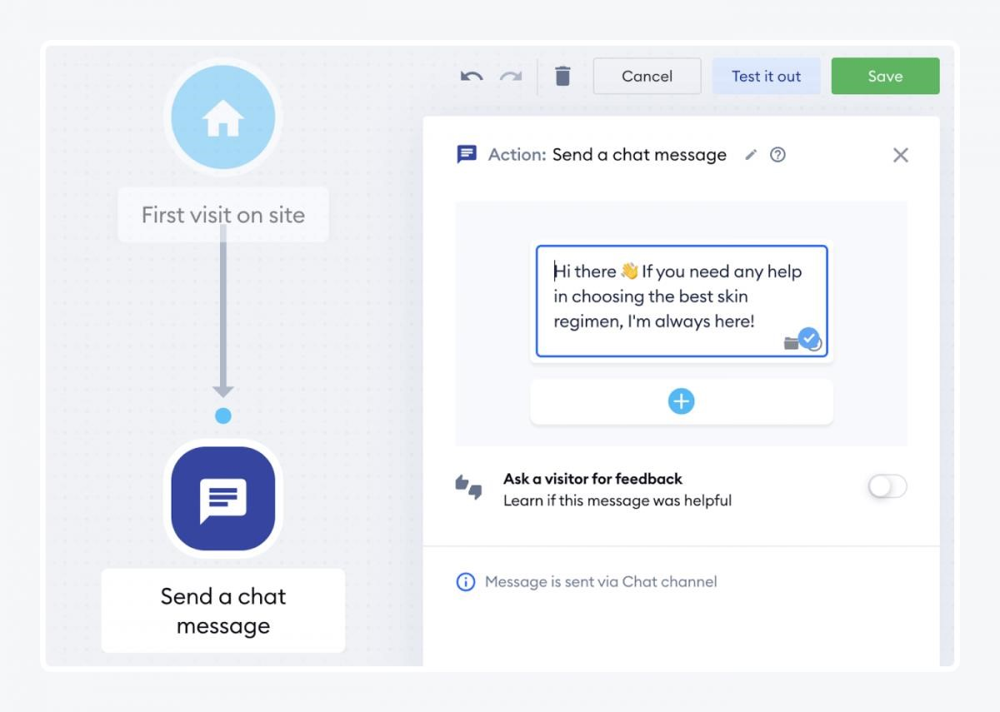 Cancel
Test it out
Save
First visit on site
Action: Send a chat message
Hi there 👋 If you need any help
in choosing the best skin
regimen, I'm always here!
Ask a visitor for feedback
Learn if this message was helpful
Send a chat
message
Message is sent via Chat channel